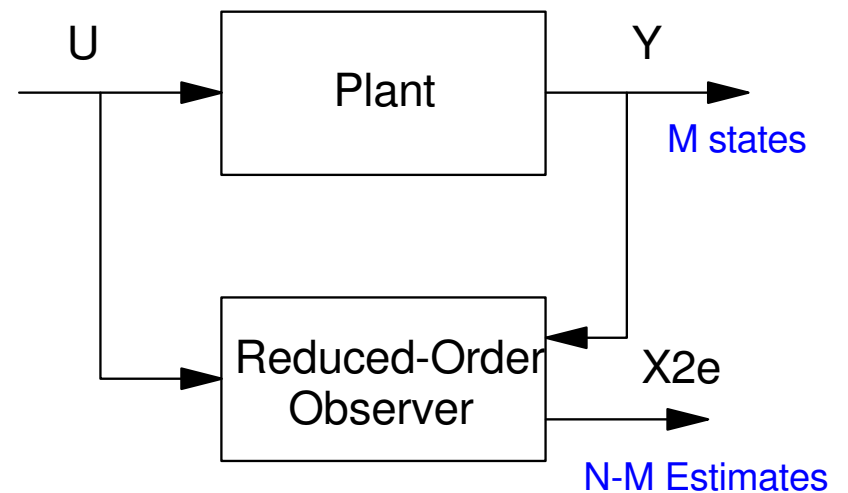 U
Y
Plant
M states
Reduced-Order
Observer
X2e
N-M Estimates